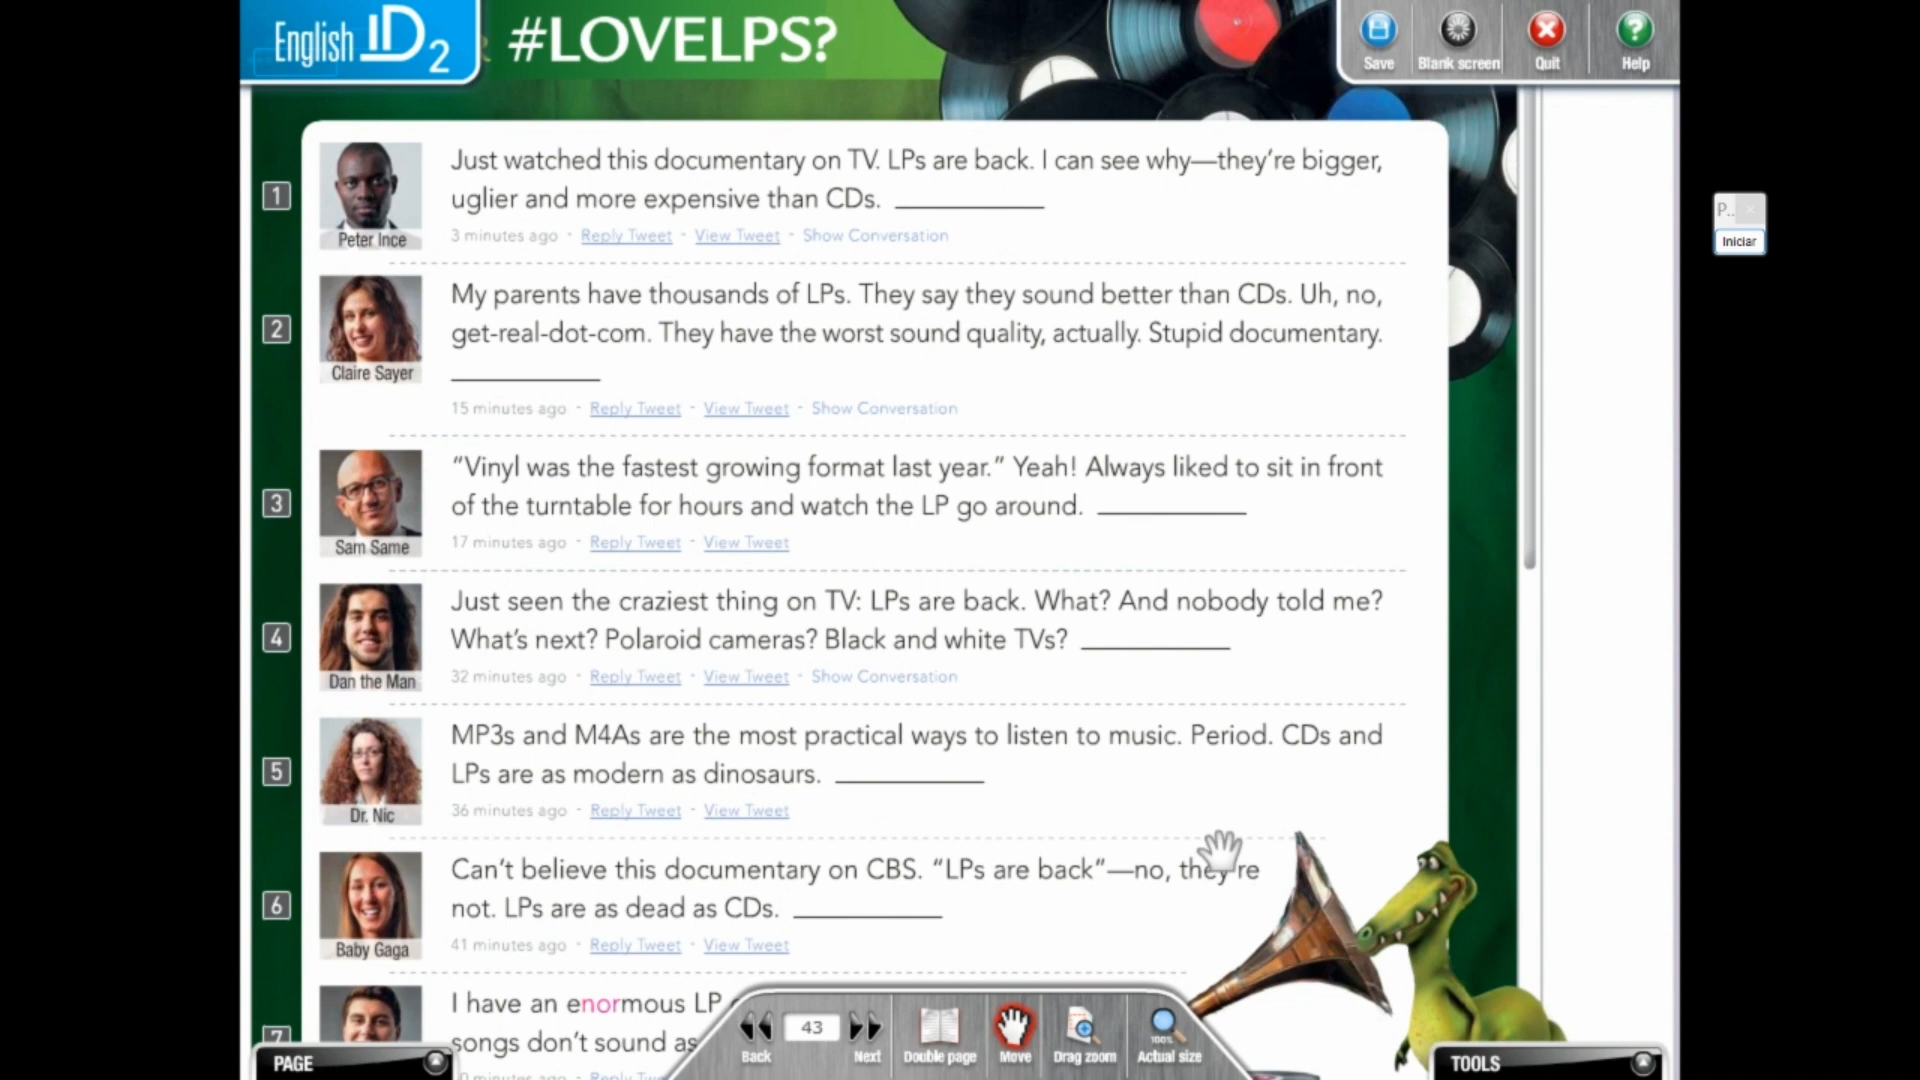 English ID 2
#LOVELPS?
Save
Blank screen
Quit
Help
1
Peter Ince
Just watched this documentary on TV. LPs are back. I can see why—they're bigger,
uglier and more expensive than CDs. __________
3 minutes ago - Reply Tweet - View Tweet - Show Conversation
2
Claire Sayer
My parents have thousands of LPs. They say they sound better than CDs. Uh, no,
get-real-dot-com. They have the worst sound quality, actually. Stupid documentary.
__________
15 minutes ago - Reply Tweet - View Tweet - Show Conversation
3
Sam Same
“Vinyl was the fastest growing format last year.” Yeah! Always liked to sit in front
of the turntable for hours and watch the LP go around. __________
17 minutes ago - Reply Tweet - View Tweet
4
Dan the Man
Just seen the craziest thing on TV: LPs are back. What? And nobody told me?
What's next? Polaroid cameras? Black and white TVs? __________
32 minutes ago - Reply Tweet - View Tweet - Show Conversation
5
Dr. Nic
MP3s and M4As are the most practical ways to listen to music. Period. CDs and
LPs are as modern as dinosaurs. __________
36 minutes ago - Reply Tweet - View Tweet
6
Baby Gaga
Can't believe this documentary on CBS. “LPs are back”—no, they're
not. LPs are as dead as CDs. __________
41 minutes ago - Reply Tweet - View Tweet
7
I have an enormous LP
songs don't sound as
minutes ago - Reply
P..
Iniciar
PAGE
Back
43
Next
Double page
Move
Drag zoom
100%
Actual size
TOOLS